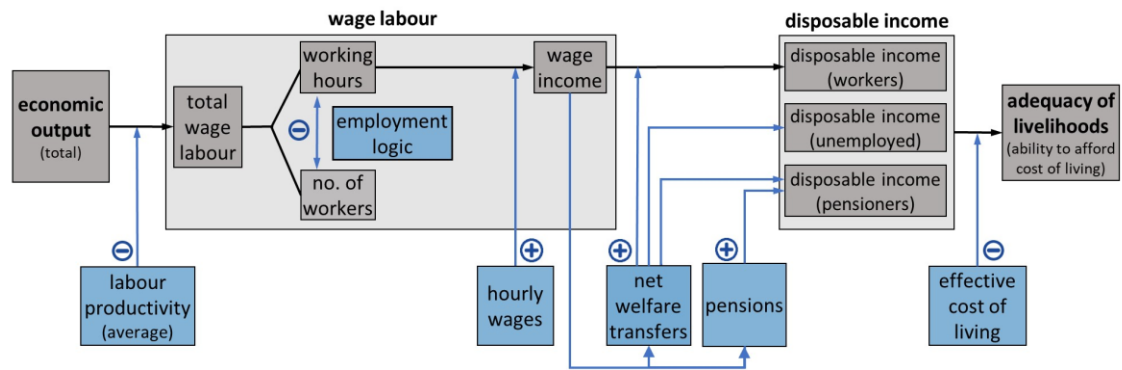 wage labour
disposable income
economic
output
(total)
total
wage
labour
working
hours
employment
logic
no. of
workers
wage
income
disposable income
(workers)
disposable income
(unemployed)
disposable income
(pensioners)
adequacy of
livelihoods
(ability to afford
cost of living)
labour
productivity
(average)
hourly
wages
net
welfare
transfers
pensions
effective
cost of
living